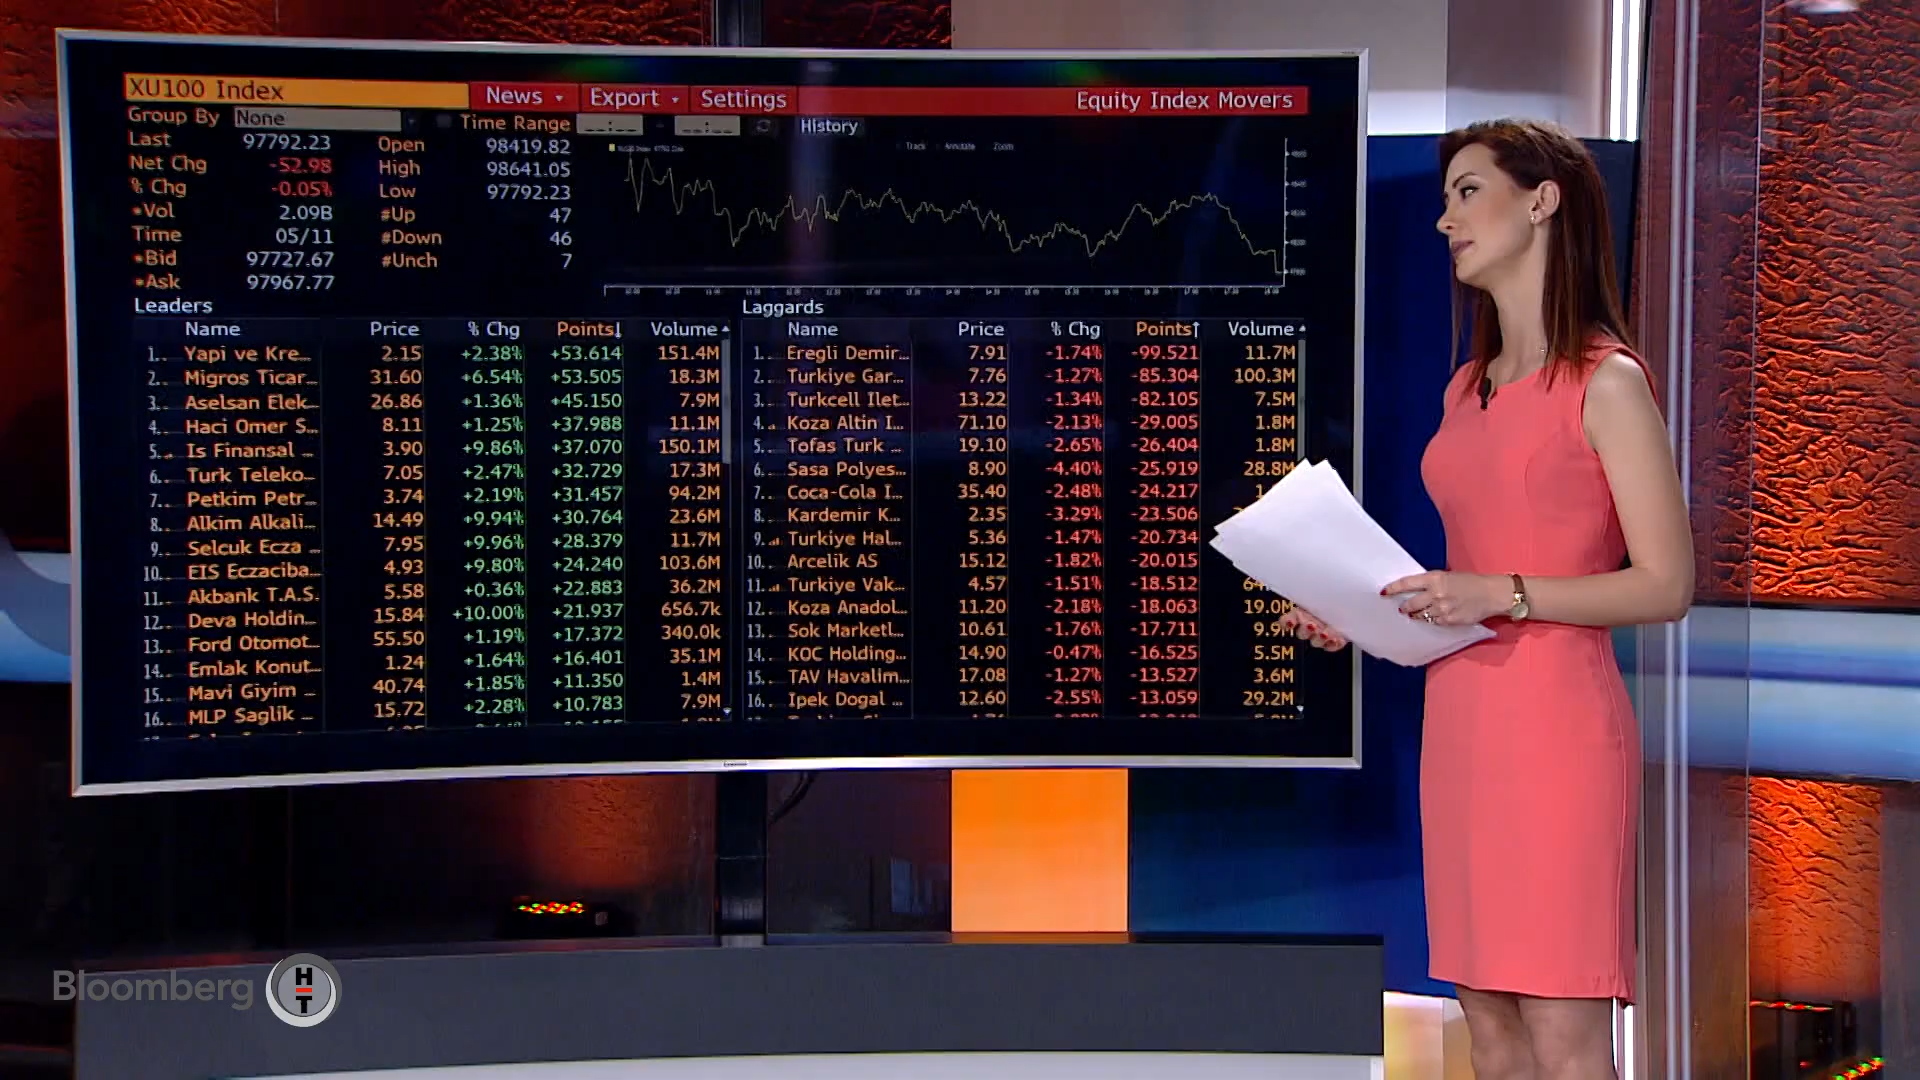 XU100 Index News Export Settings Equity Index Movers
Group By None Time Range History
Last 97792.23 Open 98419.82
Net Chg -52.98 High 98641.05
% Chg -0.05% Low 97792.23
Vol 2.09B #Up 47
Time 05/11 #Down 46
Bid 97727.67 #Unch 7
Ask 97967.77
Track Annotate Zoom
Leaders
Name Price % Chg Points↓ Volume
1.. Yapi ve Kre... 2.15 +2.38% +53.614 151.4M
2.. Migros Ticar... 31.60 +6.54% +53.505 18.3M
3.. Aselsan Elek... 26.86 +1.36% +45.150 7.9M
4.. Haci Omer S... 8.11 +1.25% +37.988 11.1M
5.. Is Finansal ... 3.90 +9.86% +37.070 150.1M
6.. Turk Teleko... 7.05 +2.47% +32.729 17.3M
7.. Petkim Petr... 3.74 +2.19% +31.457 94.2M
8.. Alkim Alkali... 14.49 +9.94% +30.764 23.6M
9.. Selcuk Ecza ... 7.95 +9.96% +28.379 11.7M
10.. EIS Eczaciba... 4.93 +9.80% +24.240 103.6M
11.. Akbank T.A.S. 5.58 +0.36% +22.883 36.2M
12.. Deva Holdin... 15.84 +10.00% +21.937 656.7k
13.. Ford Otomot... 55.50 +1.19% +17.372 340.0k
14.. Emlak Konut... 1.24 +1.64% +16.401 35.1M
15.. Mavi Giyim ... 40.74 +1.85% +11.350 1.4M
16.. MLP Saglik ... 15.72 +2.28% +10.783 7.9M
Laggards
Name Price % Chg Points↑ Volume
1.. Eregli Demir... 7.91 -1.74% -99.521 11.7M
2.. Turkiye Gar... 7.76 -1.27% -85.304 100.3M
3.. Turkcell Ilet... 13.22 -1.34% -82.105 7.5M
4.. Koza Altin I... 71.10 -2.13% -29.005 1.8M
5.. Tofas Turk ... 19.10 -2.65% -26.404 1.8M
6.. Sasa Polyes... 8.90 -4.40% -25.919 28.8M
7.. Coca-Cola I... 35.40 -2.48% -24.217
8.. Kardemir K... 2.35 -3.29% -23.506
9.. Turkiye Hal... 5.36 -1.47% -20.734
10.. Arcelik AS 15.12 -1.82% -20.015
11.. Turkiye Vak... 4.57 -1.51% -18.512
12.. Koza Anadol... 11.20 -2.18% -18.063 19.0M
13.. Sok Marketl... 10.61 -1.76% -17.711 9.9M
14.. KOC Holding... 14.90 -0.47% -16.525 5.5M
15.. TAV Havalim... 17.08 -1.27% -13.527 3.6M
16.. Ipek Dogal ... 12.60 -2.55% -13.059 29.2M
Bloomberg HT